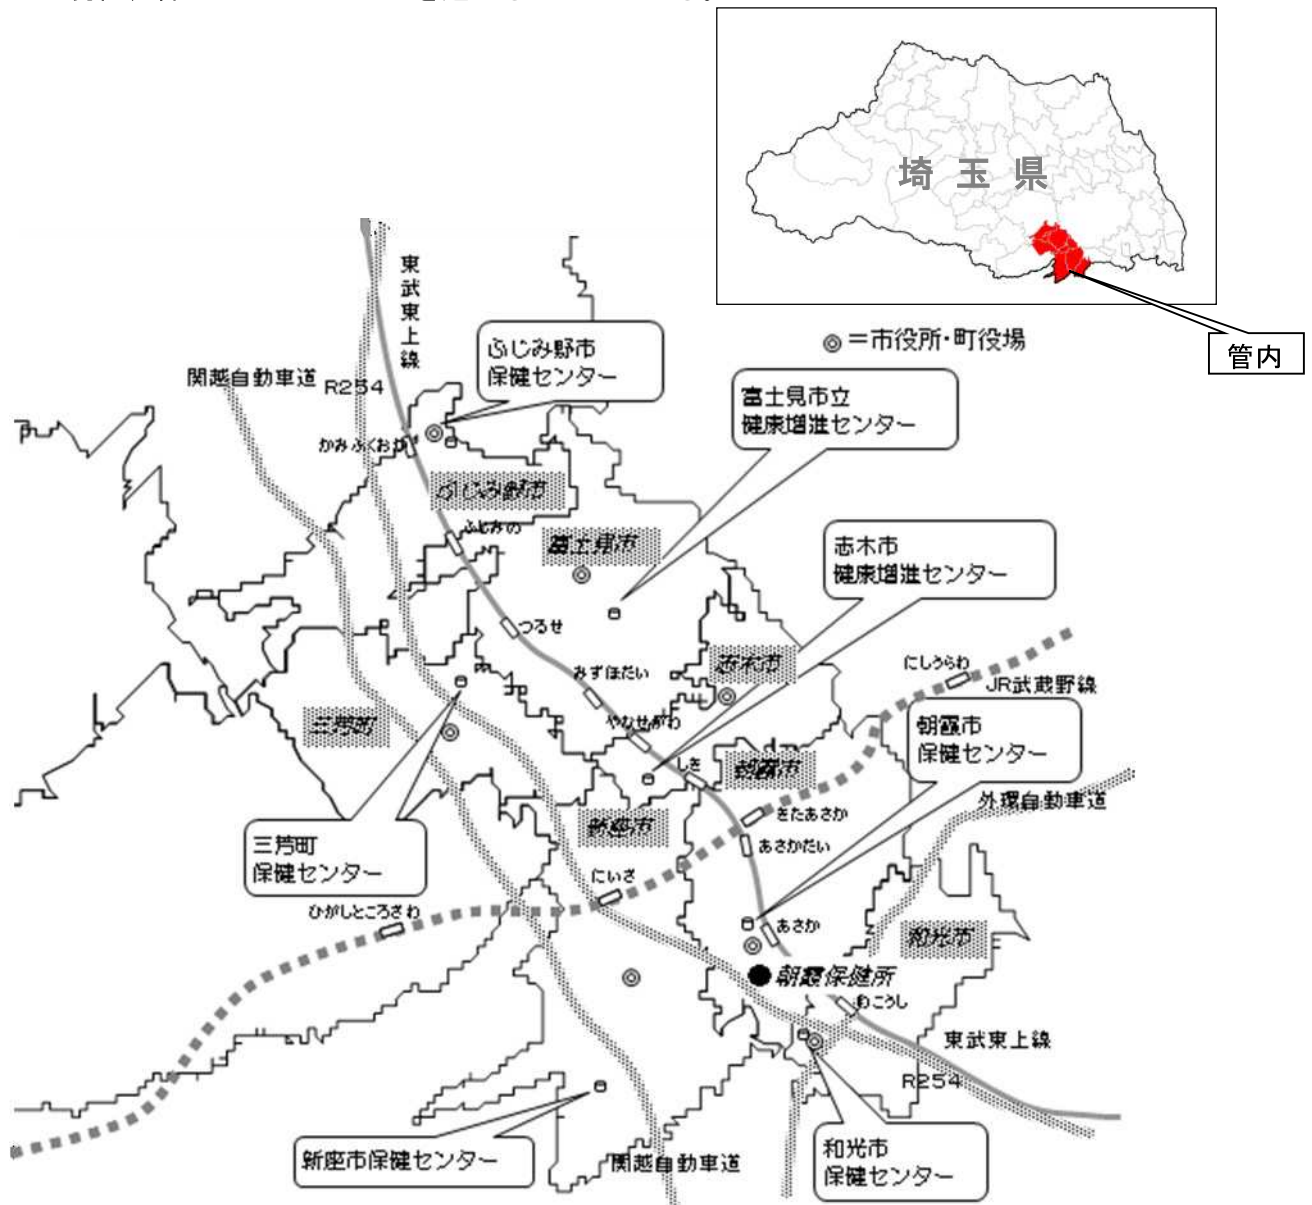 埼玉県
管内
◎＝市役所・町役場
東武東上線
関越自動車道
R254
ふじみ野市
保健センター
富士見市立
健康増進センター
かみふくおか
ふじみ野市
ふじみの
富士見市
志木市
健康増進センター
つるせ
志木市
にしうらわ
JR武蔵野線
みずほだい
やなせがわ
三芳町
朝霞市
保健センター
しき
朝霞市
外環自動車道
きたあさか
新座市
あさかだい
三芳町
保健センター
にいざ
ひがしところざわ
あさか
和光市
朝霞保健所
わこうし
東武東上線
R254
新座市保健センター
関越自動車道
和光市
保健センター